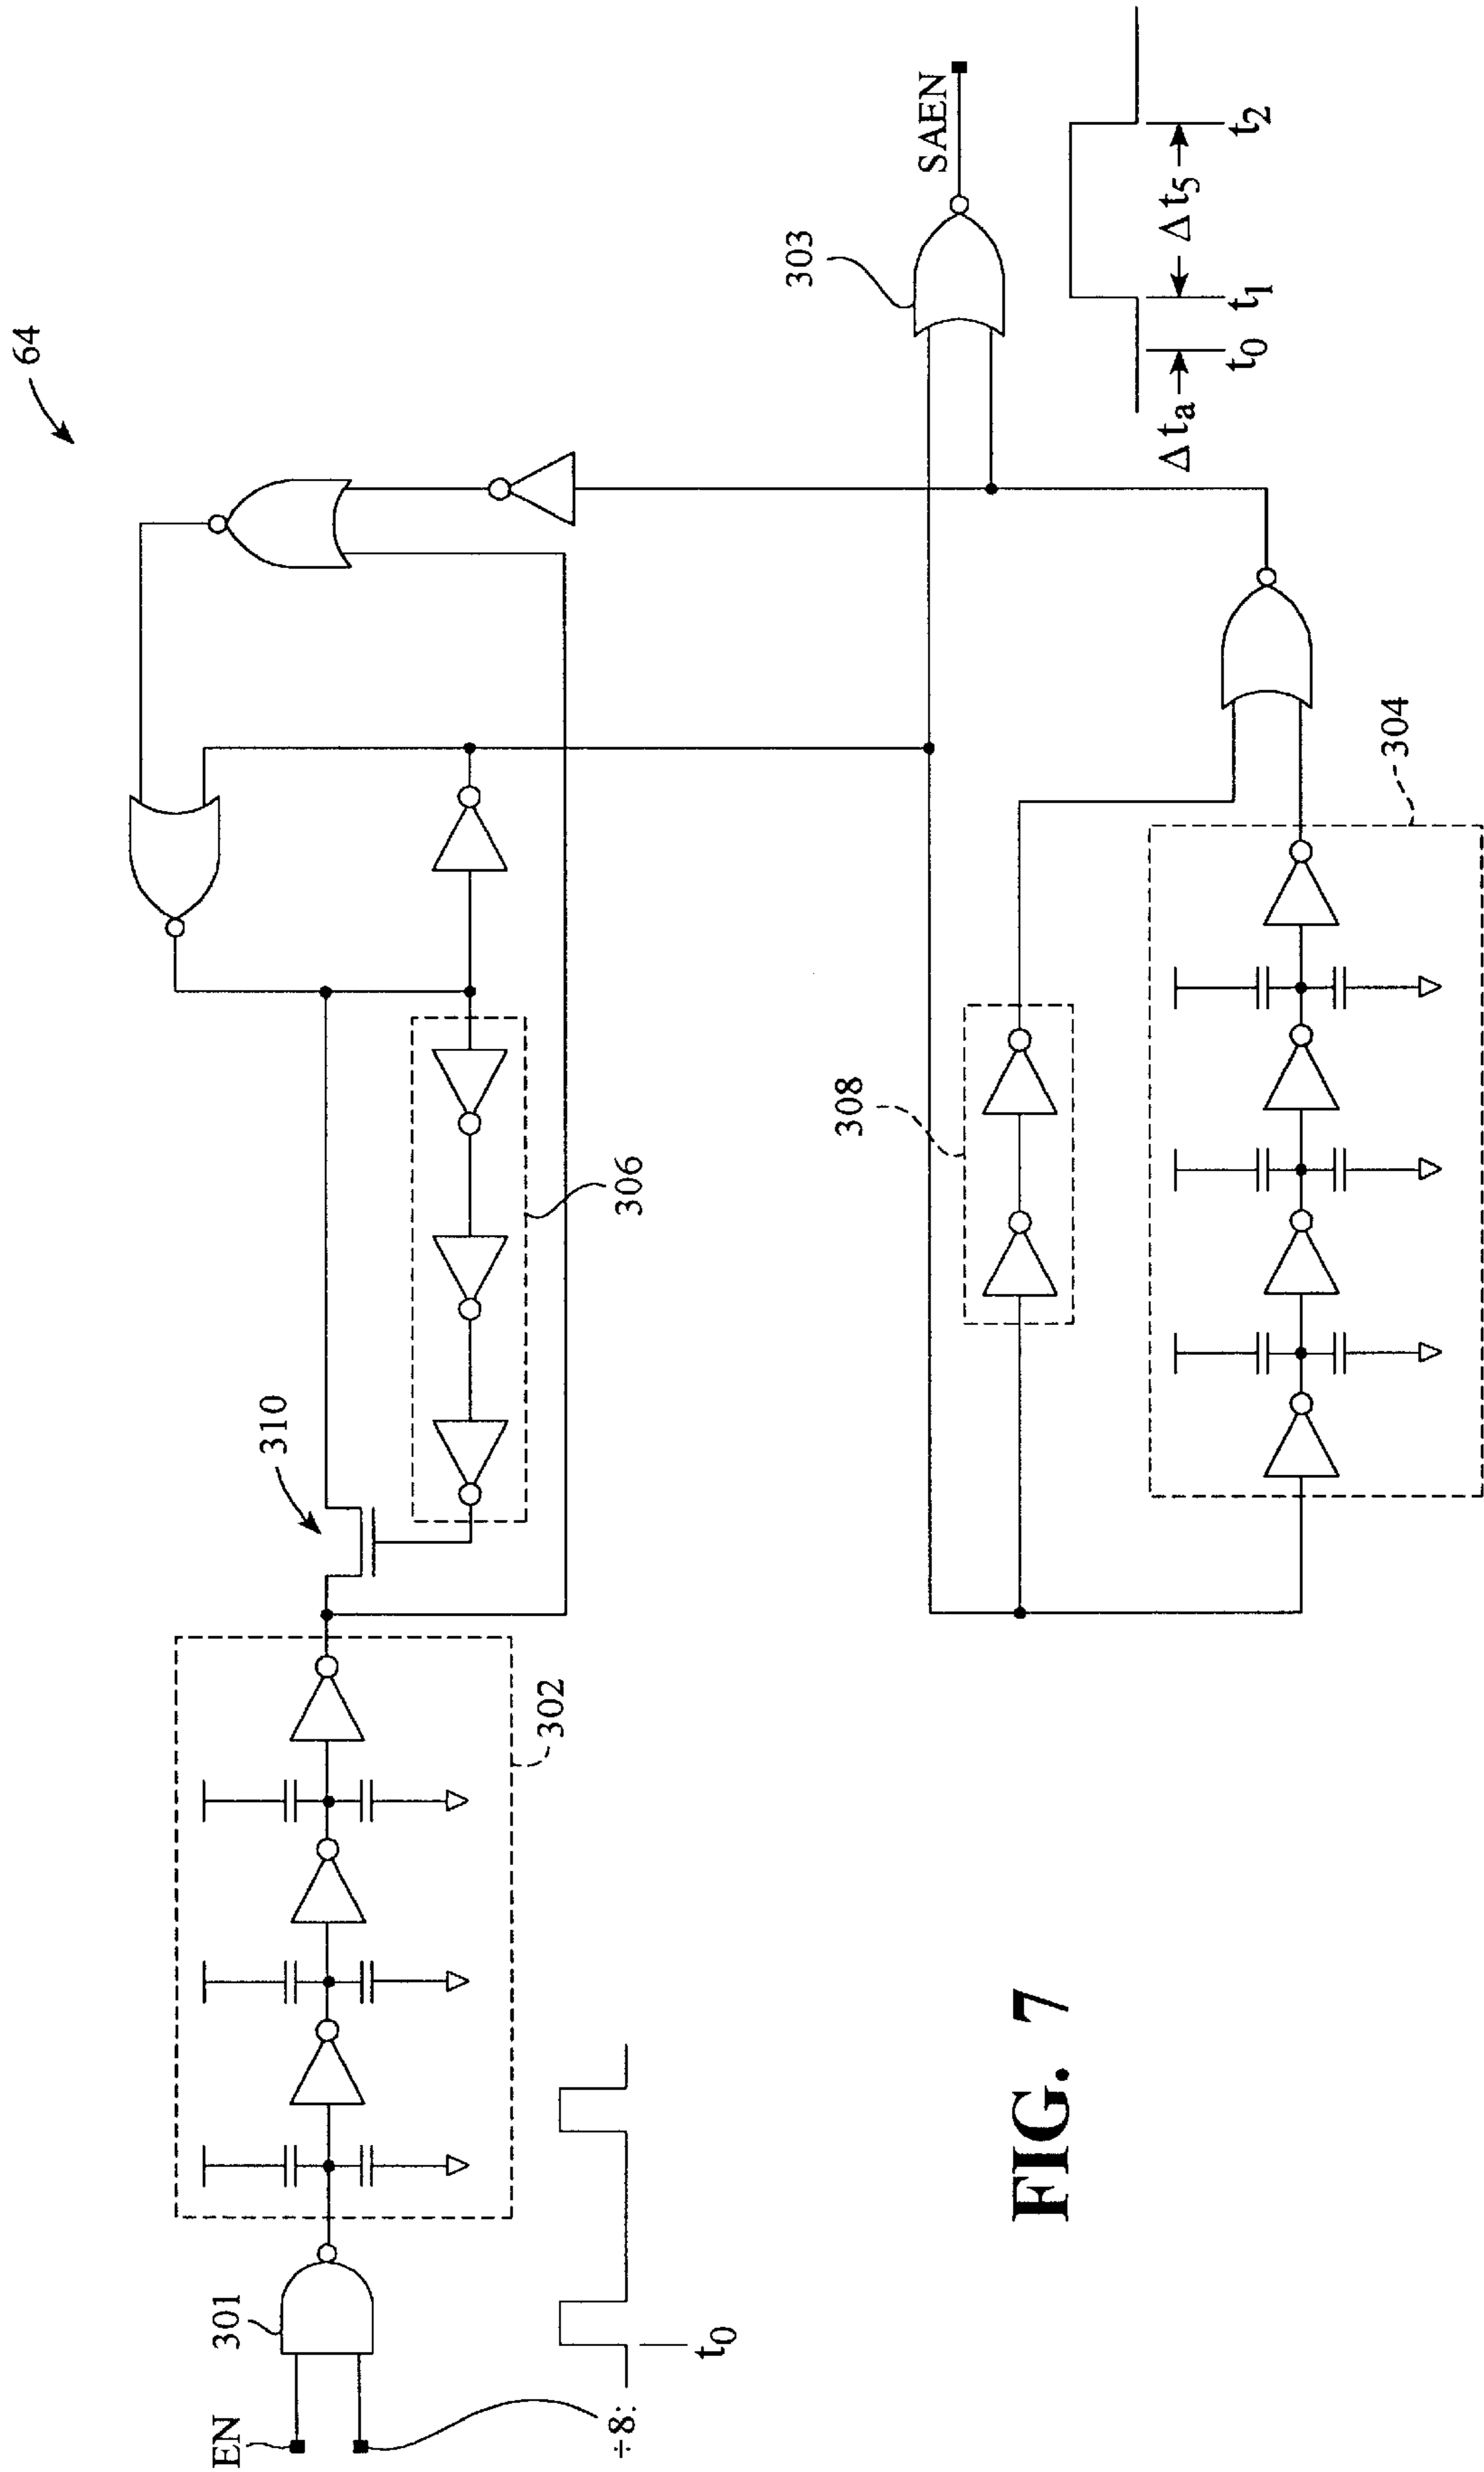 64
EN
÷8:
301
t0
302
310
306
303
SAEN
Δta
t0
t1
Δt5
t2
308
304
FIG. 7